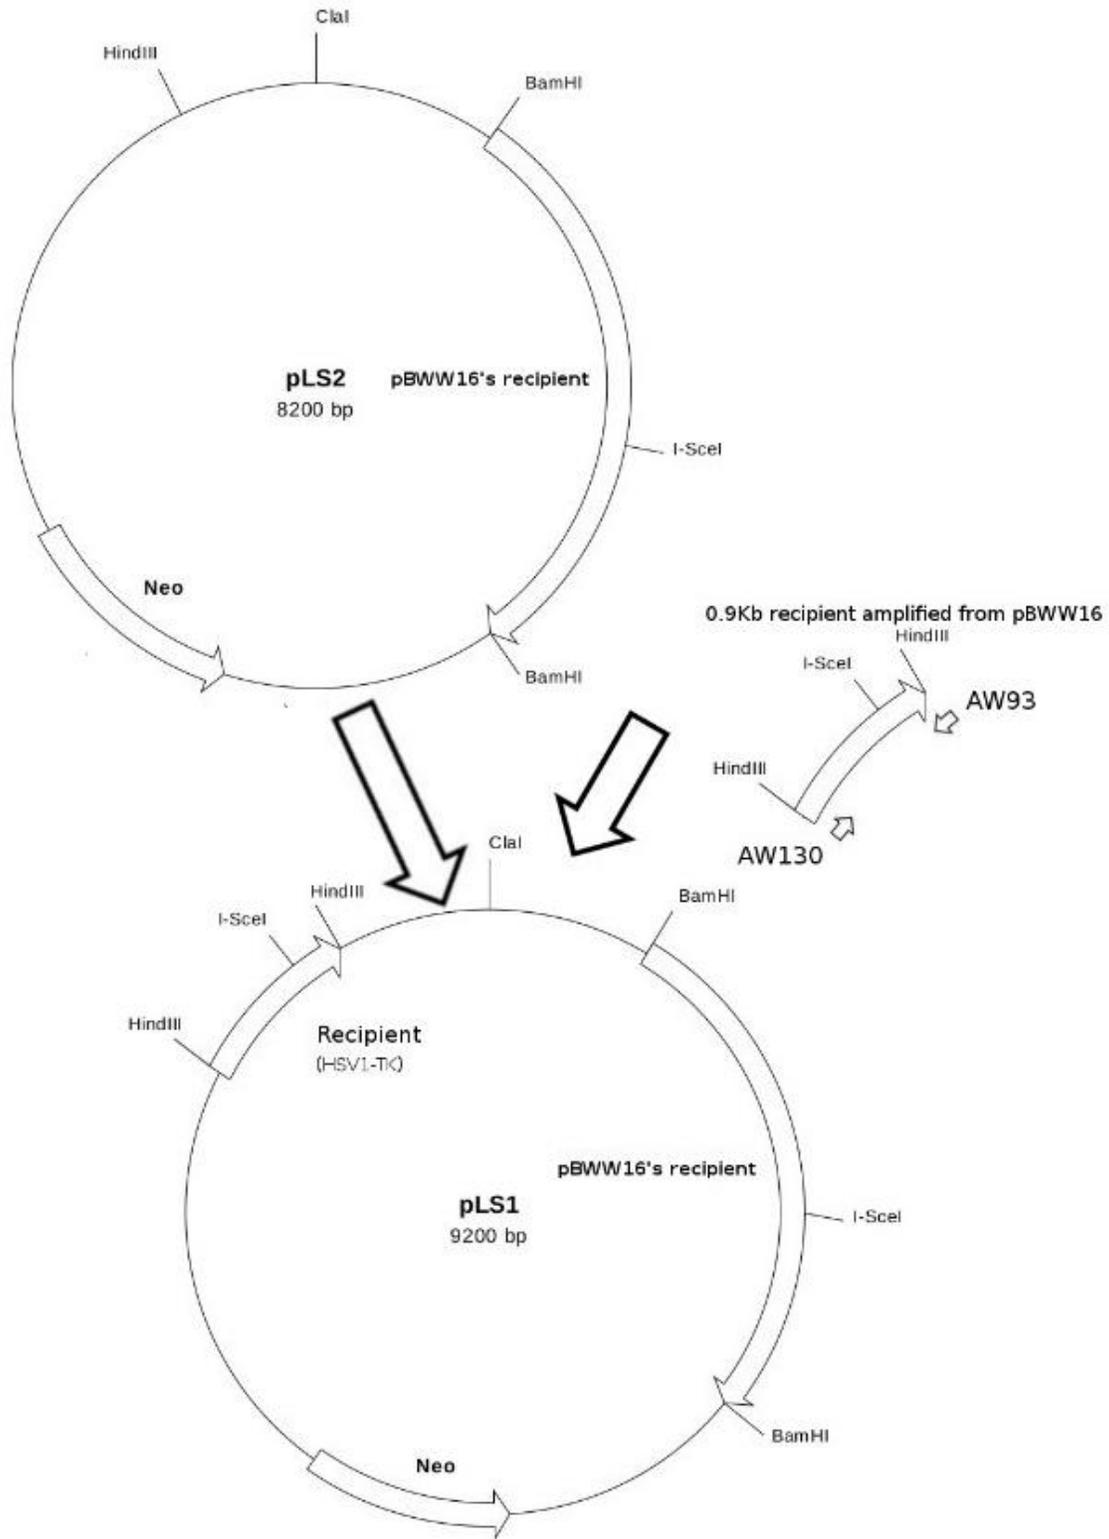 ClaI
HindIII
BamHI
pLS2
8200 bp
pBWW16's recipient
I-SceI
Neo
BamHI
0.9Kb recipient amplified from pBWW16
HindIII
I-SceI
AW93
HindIII
AW130
ClaI
HindIII
BamHI
I-SceI
HindIII
Recipient
(HSV1-TK)
pBWW16's recipient
pLS1
9200 bp
I-SceI
BamHI
Neo